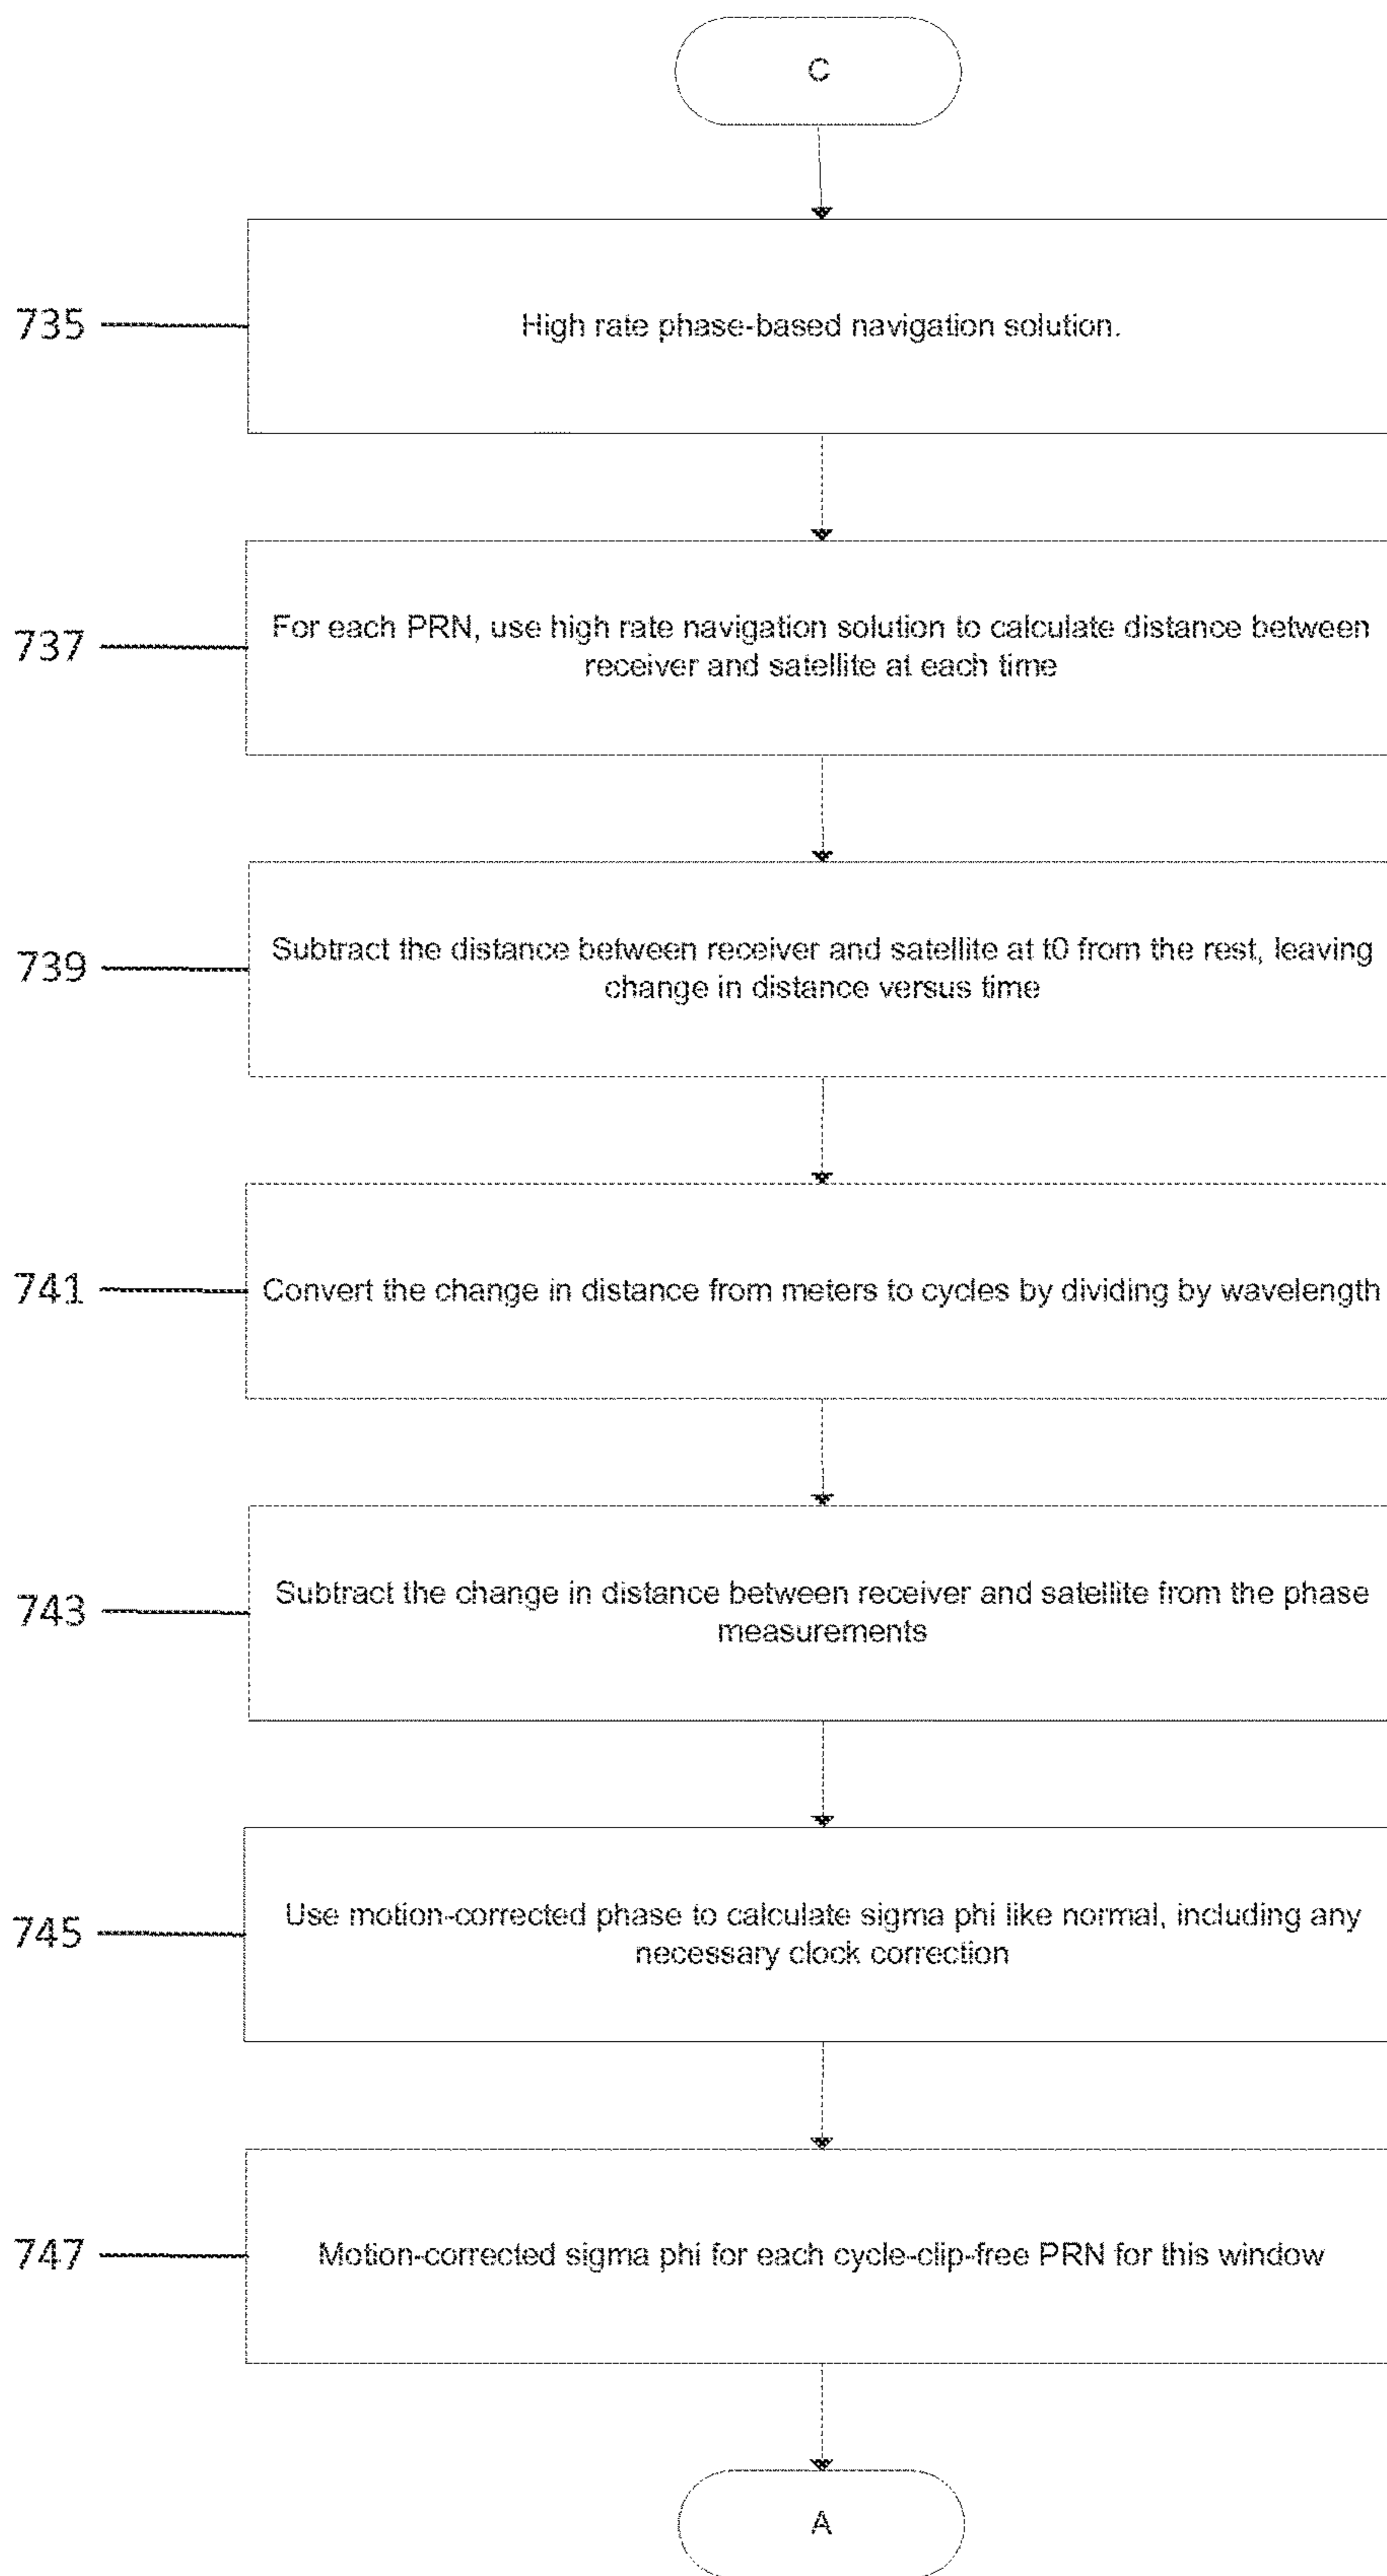 C
735
High rate phase-based navigation solution.
737
For each PRN, use high rate navigation solution to calculate distance between
receiver and satellite at each time
739
Subtract the distance between receiver and satellite at t0 from the rest, leaving
change in distance versus time
741
Convert the change in distance from meters to cycles by dividing by wavelength
743
Subtract the change in distance between receiver and satellite from the phase
measurements
745
Use motion-corrected phase to calculate sigma phi like normal, including any
necessary clock correction
747
Motion-corrected sigma phi for each cycle-clip-free PRN for this window
A